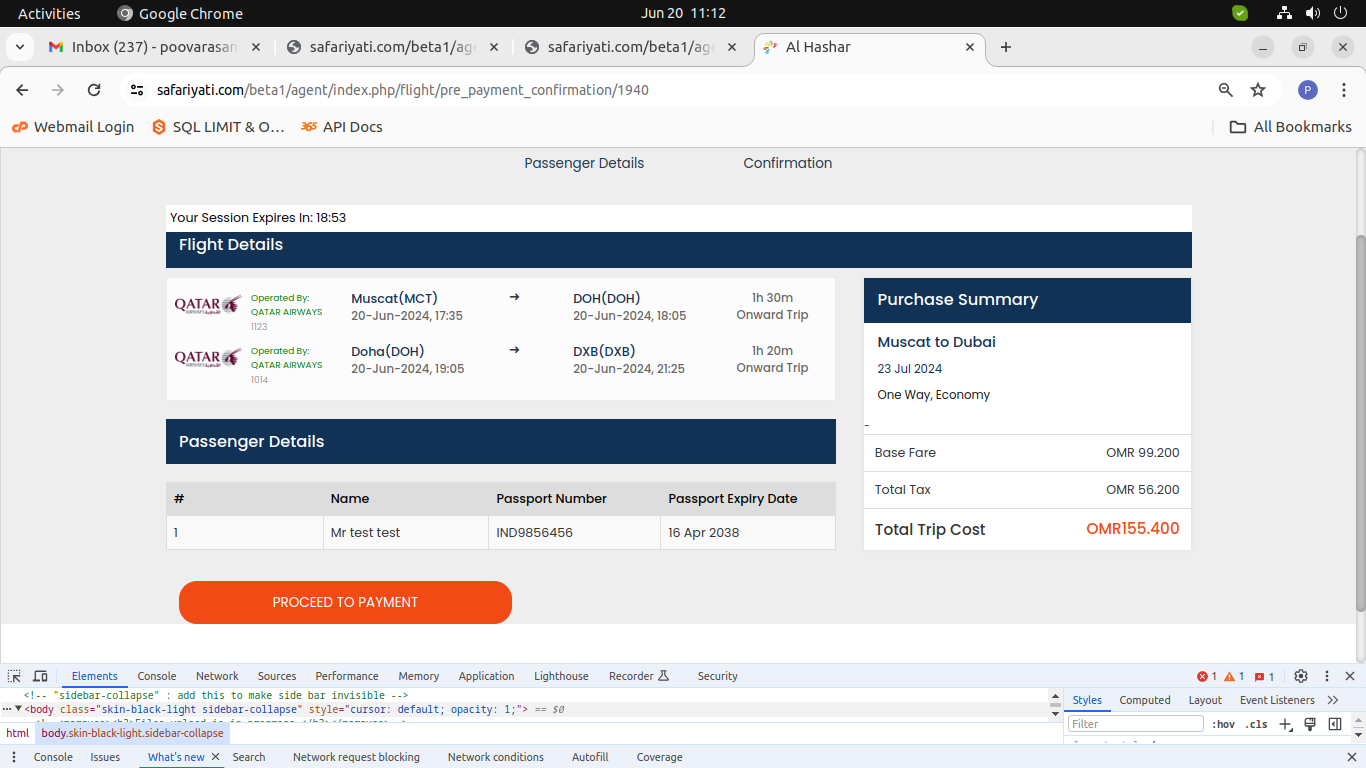 Activities Google Chrome Jun 20 11:12
Inbox (237) - poovarasan safariyati.com/beta1/age safariyati.com/beta1/age Al Hashar
safariyati.com/beta1/agent/index.php/flight/pre_payment_confirmation/1940 P
Webmail Login SQL LIMIT & O... 365 API Docs All Bookmarks
Passenger Details Confirmation
Your Session Expires In: 18:53
Flight Details
QATAR Operated By: QATAR AIRWAYS 1123
Muscat(MCT) → DOH(DOH) 1h 30m
20-Jun-2024, 17:35 20-Jun-2024, 18:05 Onward Trip
QATAR Operated By: QATAR AIRWAYS 1014
Doha(DOH) → DXB(DXB) 1h 20m
20-Jun-2024, 19:05 20-Jun-2024, 21:25 Onward Trip
Purchase Summary
Muscat to Dubai
23 Jul 2024
One Way, Economy
-
Base Fare OMR 99.200
Total Tax OMR 56.200
Total Trip Cost OMR155.400
Passenger Details
# Name Passport Number Passport Expiry Date
1 Mr test test IND9856456 16 Apr 2038
PROCEED TO PAYMENT
Elements Console Network Sources Performance Memory Application Lighthouse Recorder Security 1 1 1
<!-- "sidebar-collapse" : add this to make side bar invisible -->
<body class="skin-black-light sidebar-collapse" style="cursor: default; opacity: 1;"> == $0
html body.skin-black-light.sidebar-collapse
Styles Computed Layout Event Listeners
Filter :hov .cls
Console Issues What's new Search Network request blocking Network conditions Autofill Coverage